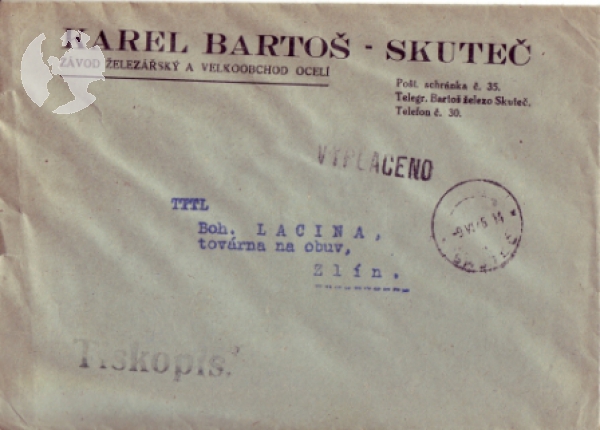 KAREL BARTOŠ - SKUTEČ
ZÁVOD ŽELEZÁŘSKÝ A VELKOOBCHOD OCELÍ
Pošt. schránka č. 35.
Telegr. Bartoš železo Skuteč.
Telefon č. 30.
VYPLACENO
TTTL
Boh. LACINA,
továrna na obuv,
Zlín.
Tiskopis.